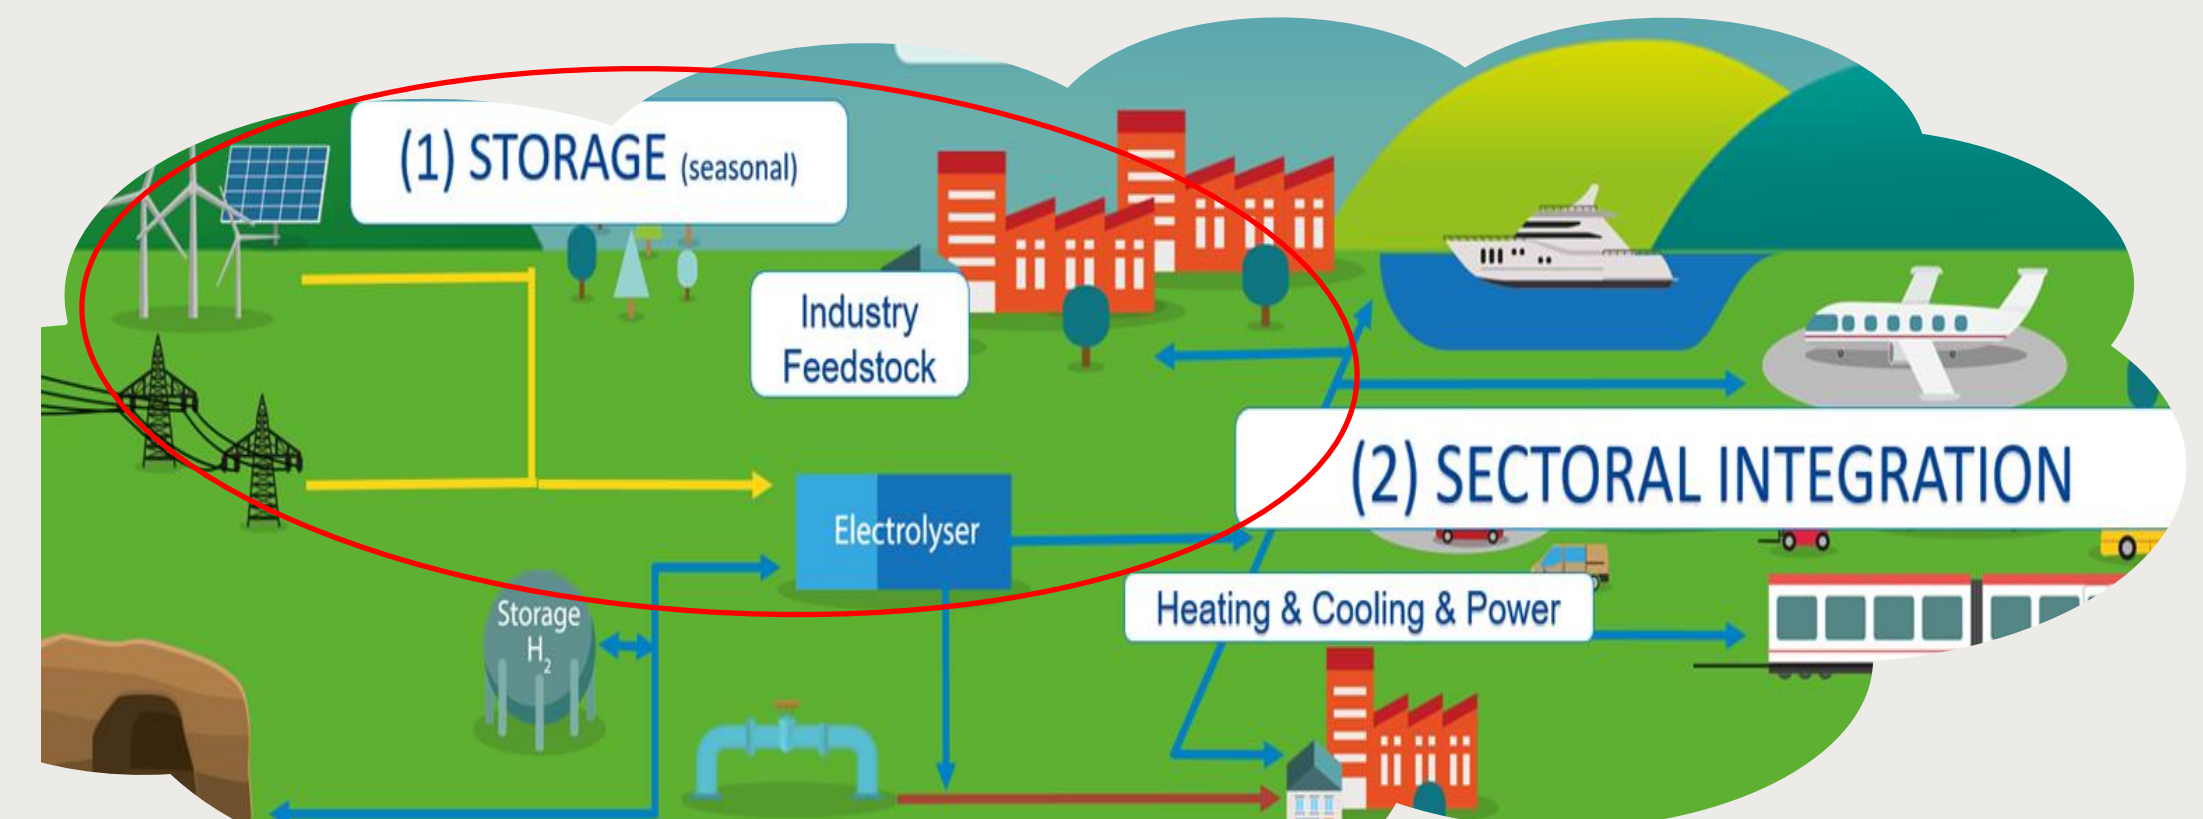 (1) STORAGE (seasonal)
Industry
Feedstock
(2) SECTORAL INTEGRATION
Electrolyser
Storage
H₂
Heating & Cooling & Power